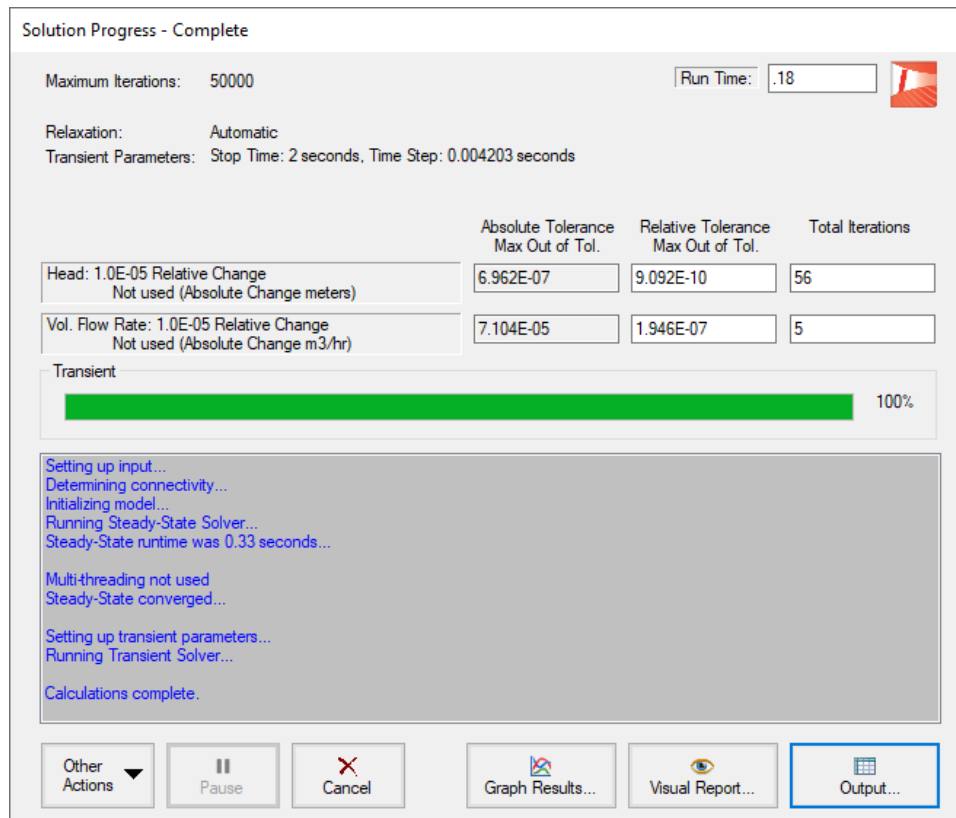 Solution Progress - Complete
Maximum Iterations: 50000
Run Time: .18
Relaxation: Automatic
Transient Parameters: Stop Time: 2 seconds, Time Step: 0.004203 seconds
Absolute Tolerance Relative Tolerance Total Iterations
Max Out of Tol. Max Out of Tol.
Head: 1.0E-05 Relative Change 6.962E-07 9.092E-10 56
Not used (Absolute Change meters)
Vol. Flow Rate: 1.0E-05 Relative Change 7.104E-05 1.946E-07 5
Not used (Absolute Change m3/hr)
Transient
100%
Setting up input...
Determining connectivity...
Initializing model...
Running Steady-State Solver...
Steady-State runtime was 0.33 seconds...
Multi-threading not used
Steady-State converged...
Setting up transient parameters...
Running Transient Solver...
Calculations complete.
Other Actions
Pause
Cancel
Graph Results...
Visual Report...
Output...